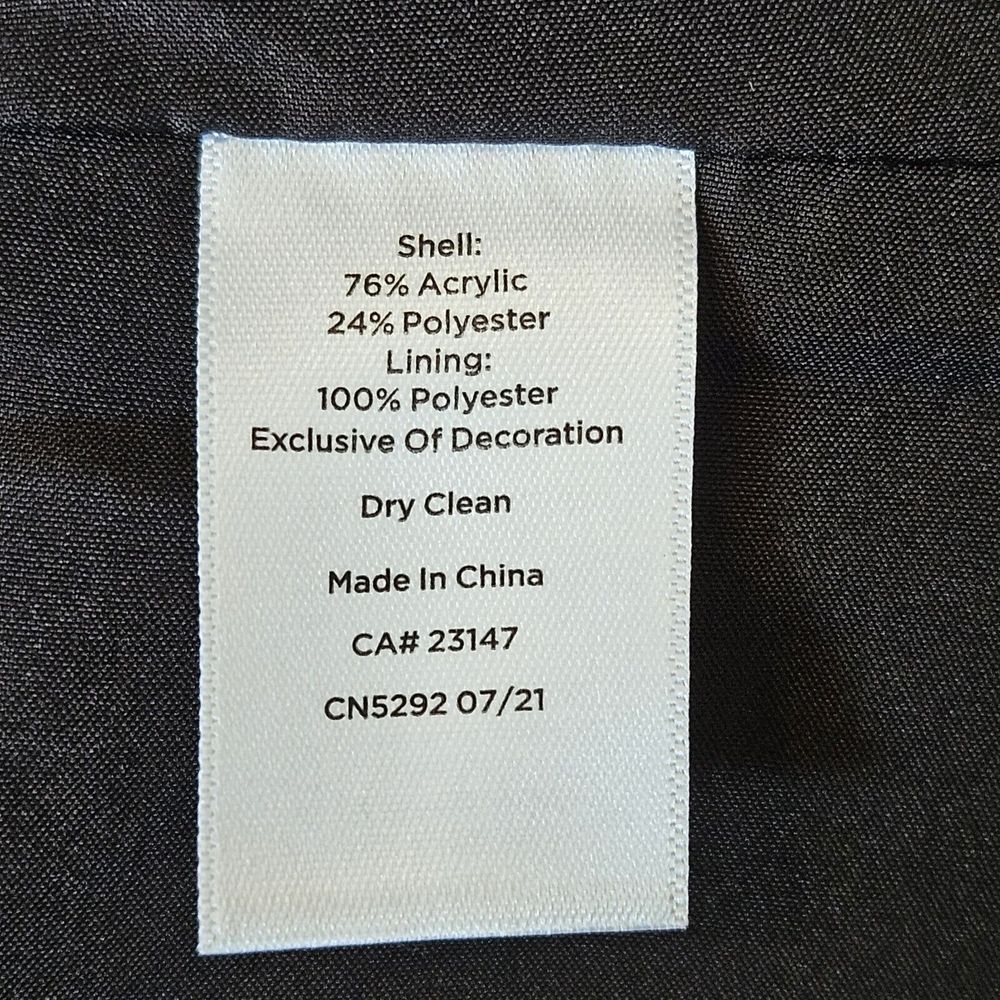 Shell:
76% Acrylic
24% Polyester
Lining:
100% Polyester
Exclusive Of Decoration
Dry Clean
Made In China
CA# 23147
CN5292 07/21